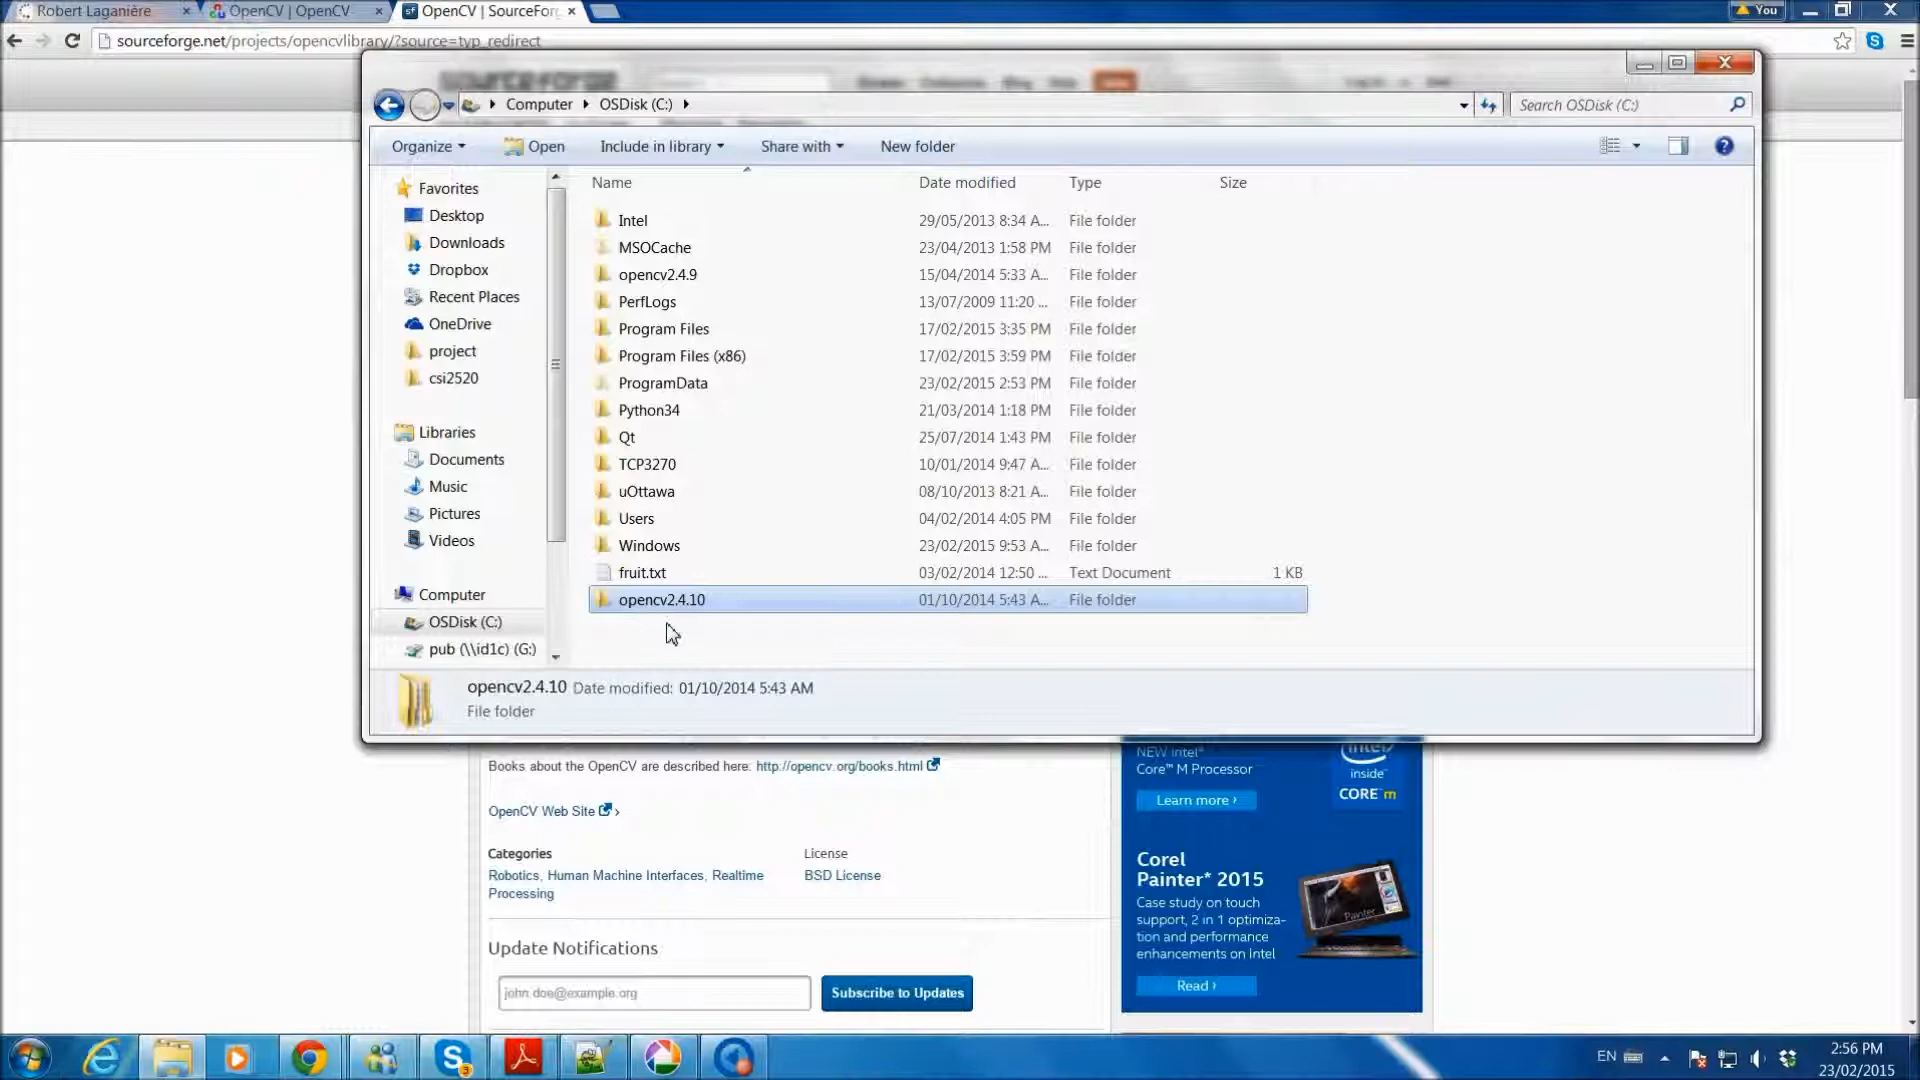 Robert Laganière
OpenCV | OpenCV
OpenCV | SourceForg
You
sourceforge.net/projects/opencvlibrary/?source=typ_redirect
sourceforge
Computer
OSDisk (C:)
Search OSDisk (C:)
Organize
Open
Include in library
Share with
New folder
Name Date modified Type Size
Favorites
Desktop
Downloads
Dropbox
Recent Places
OneDrive
project
csi2520
Libraries
Documents
Music
Pictures
Videos
Computer
OSDisk (C:)
pub (\\id1c) (G:)
Intel 29/05/2013 8:34 A... File folder
MSOCache 23/04/2013 1:58 PM File folder
opencv2.4.9 15/04/2014 5:33 A... File folder
PerfLogs 13/07/2009 11:20 ... File folder
Program Files 17/02/2015 3:35 PM File folder
Program Files (x86) 17/02/2015 3:59 PM File folder
ProgramData 23/02/2015 2:53 PM File folder
Python34 21/03/2014 1:18 PM File folder
Qt 25/07/2014 1:43 PM File folder
TCP3270 10/01/2014 9:47 A... File folder
uOttawa 08/10/2013 8:21 A... File folder
Users 04/02/2014 4:05 PM File folder
Windows 23/02/2015 9:53 A... File folder
fruit.txt 03/02/2014 12:50 ... Text Document 1 KB
opencv2.4.10 01/10/2014 5:43 A... File folder
opencv2.4.10 Date modified: 01/10/2014 5:43 AM
File folder
Books about the OpenCV are described here: http://opencv.org/books.html
OpenCV Web Site ›
Categories
Robotics, Human Machine Interfaces, Realtime
Processing
License
BSD License
Update Notifications
john.doe@example.org
Subscribe to Updates
NEW Intel®
Core™ M Processor
Learn more ›
intel
inside™
CORE m
Corel
Painter* 2015
Case study on touch
support, 2 in 1 optimiza-
tion and performance
enhancements on Intel
Read ›
Painter
EN
2:56 PM
23/02/2015